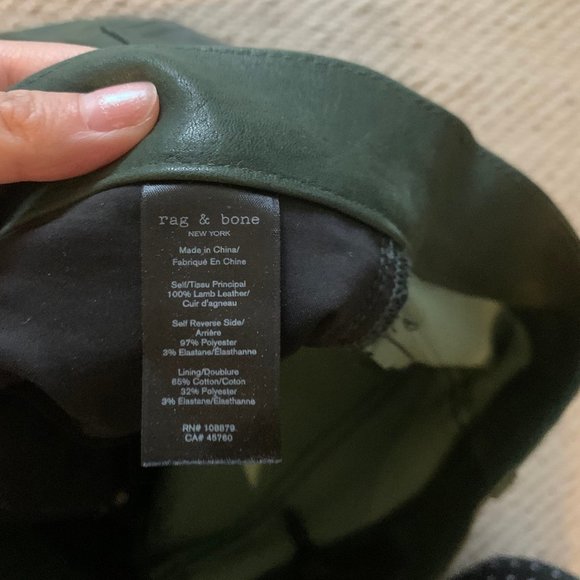 rag & bone
NEW YORK
Made in China/
Fabriqué En Chine
Self/Tissu Principal
100% Lamb Leather/
Cuir d'agneau
Self Reverse Side/
Arrière
97% Polyester
3% Elastane/Élasthanne
Lining/Doublure
65% Cotton/Coton
32% Polyester
3% Elastane/Élasthanne
RN# 108879
CA# 45760